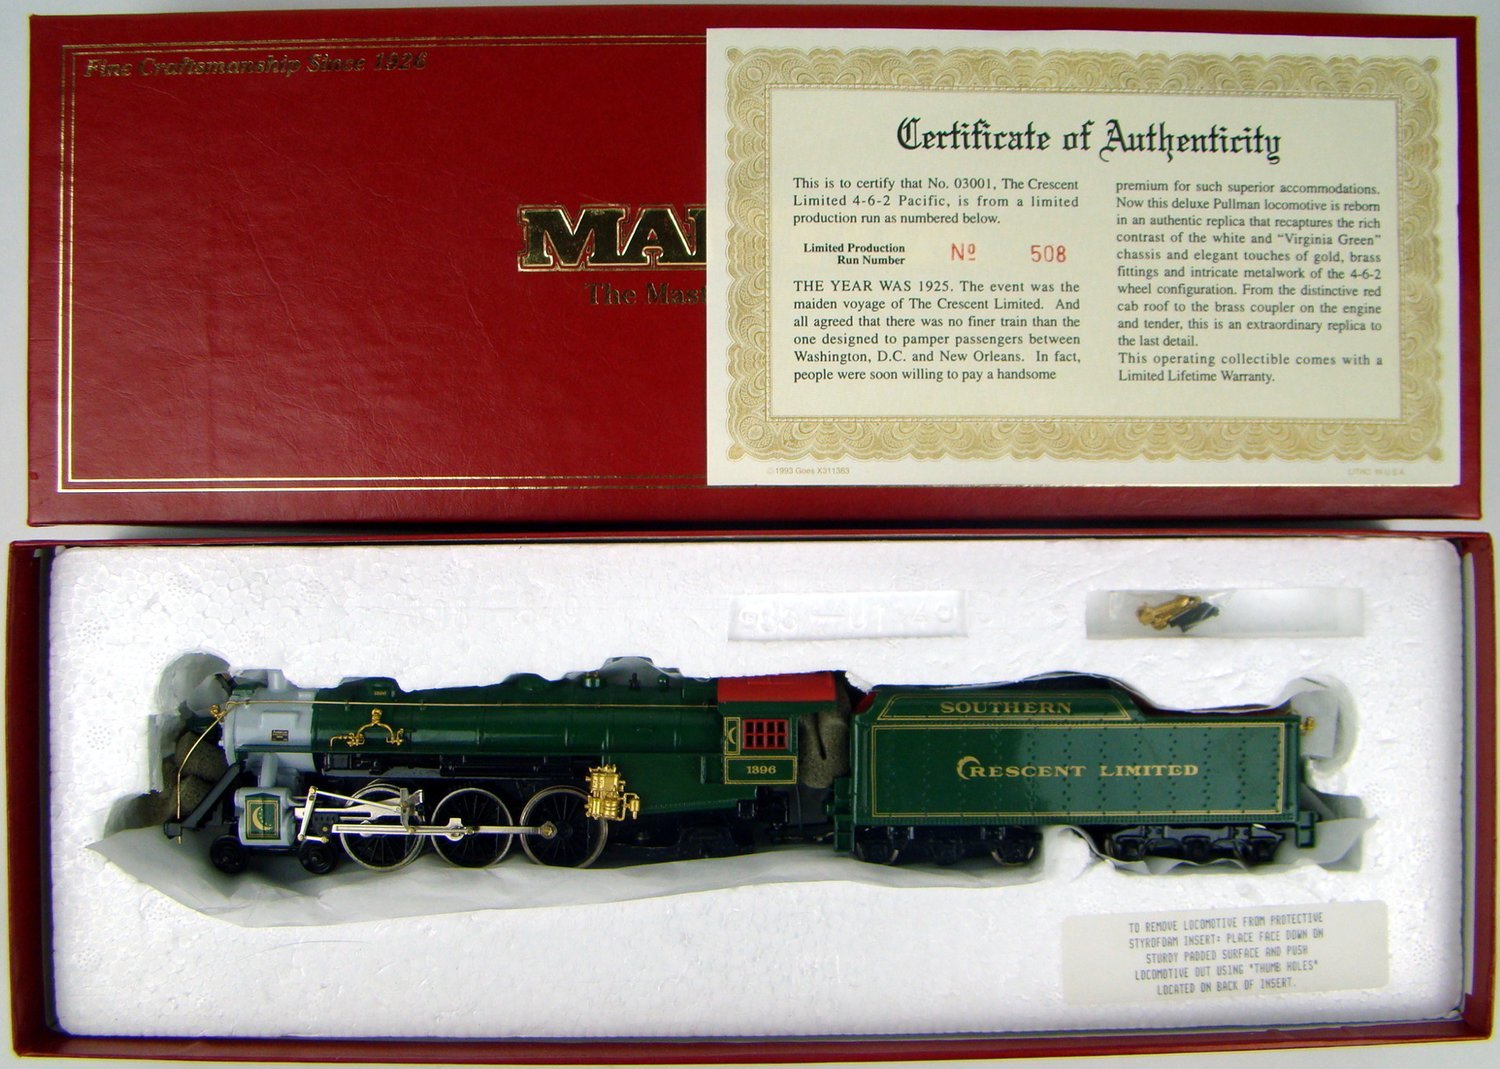 Fine Craftsmanship Since 1926
MA
The Mas
Certificate of Authenticity
This is to certify that No. 03001, The Crescent
Limited 4-6-2 Pacific, is from a limited
production run as numbered below.
Limited Production
Run Number
Nº 508
THE YEAR WAS 1925. The event was the
maiden voyage of The Crescent Limited. And
all agreed that there was no finer train than the
one designed to pamper passengers between
Washington, D.C. and New Orleans. In fact,
people were soon willing to pay a handsome
premium for such superior accommodations.
Now this deluxe Pullman locomotive is reborn
in an authentic replica that recaptures the rich
contrast of the white and "Virginia Green"
chassis and elegant touches of gold, brass
fittings and intricate metalwork of the 4-6-2
wheel configuration. From the distinctive red
cab roof to the brass coupler on the engine
and tender, this is an extraordinary replica to
the last detail.
This operating collectible comes with a
Limited Lifetime Warranty.
© 1993 Goes X311363
LITHO. IN U.S.A.
SOUTHERN
CRESCENT LIMITED
1396
TO REMOVE LOCOMOTIVE FROM PROTECTIVE
STYROFOAM INSERT: PLACE FACE DOWN ON
STURDY PADDED SURFACE AND PUSH
LOCOMOTIVE OUT USING "THUMB HOLES"
LOCATED ON BACK OF INSERT.